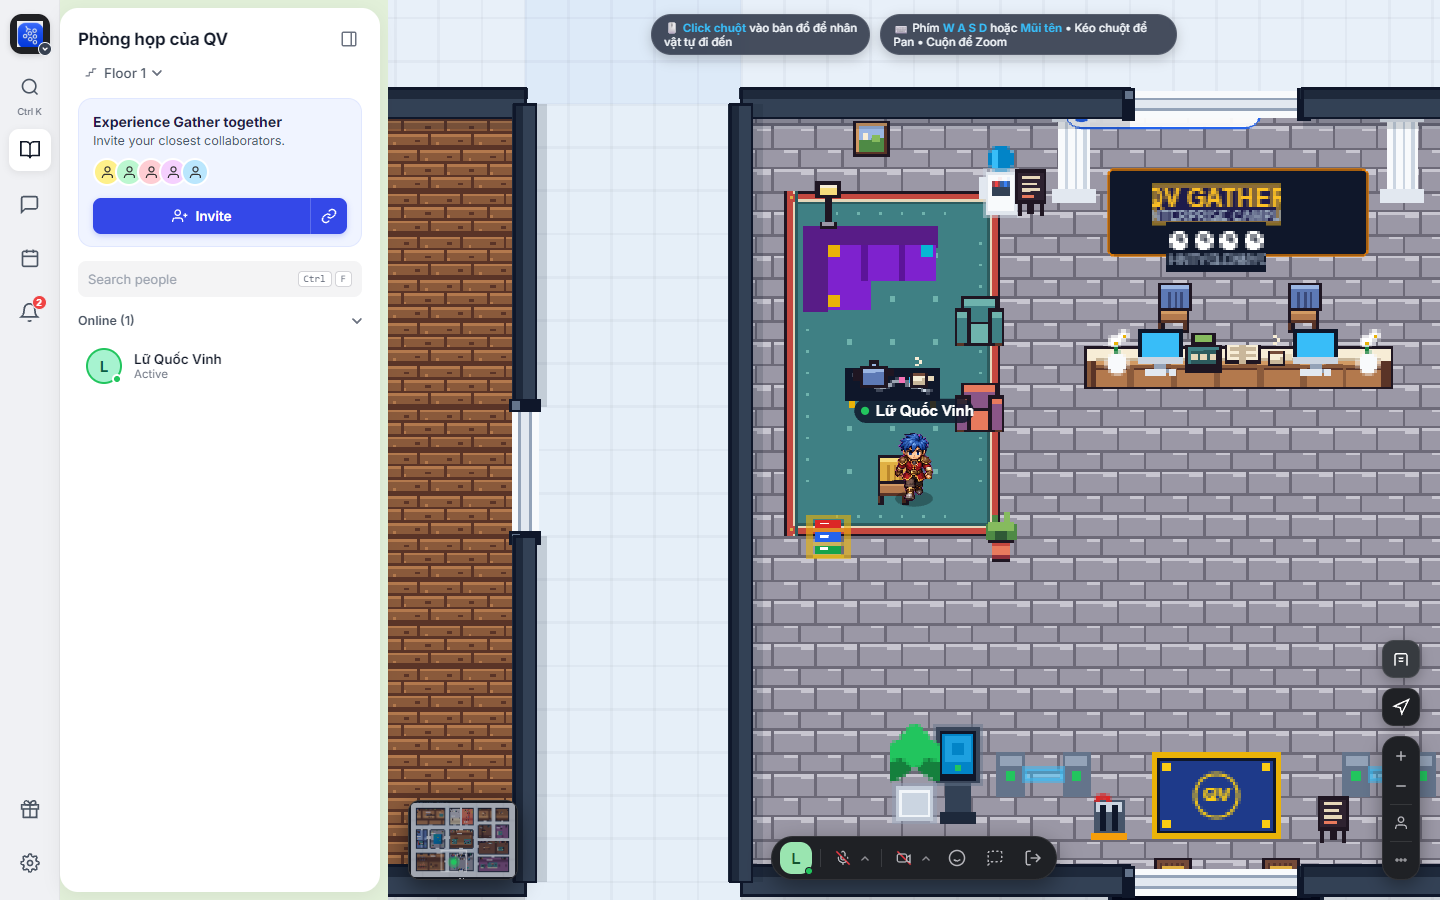 Phòng họp của QV
Floor 1
Ctrl K
Experience Gather together
Invite your closest collaborators.
Invite
Search people
Ctrl F
2
Online (1)
L
Lữ Quốc Vinh
Active
Click chuột vào bản đồ để nhân
vật tự đi đến
Phím W A S D hoặc Mũi tên • Kéo chuột để
Pan • Cuộn để Zoom
QV GATHER
Lữ Quốc Vinh
QV
L